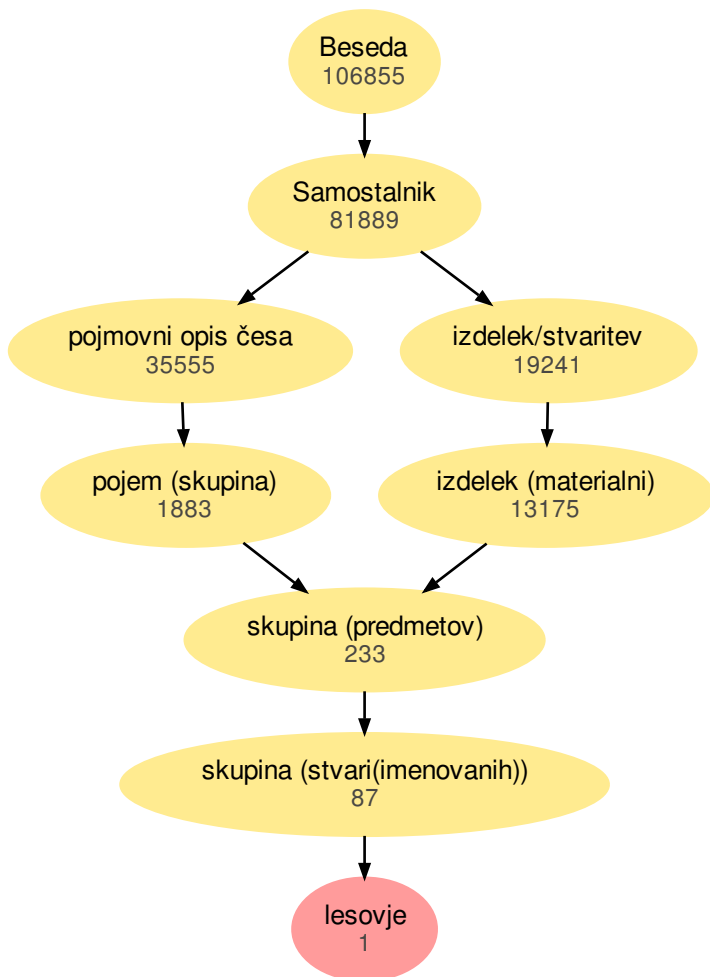 Beseda
106855
Samostalnik
81889
pojmovni opis česa
35555
izdelek/stvaritev
19241
pojem (skupina)
1883
izdelek (materialni)
13175
skupina (predmetov)
233
skupina (stvari(imenovanih))
87
lesovje
1